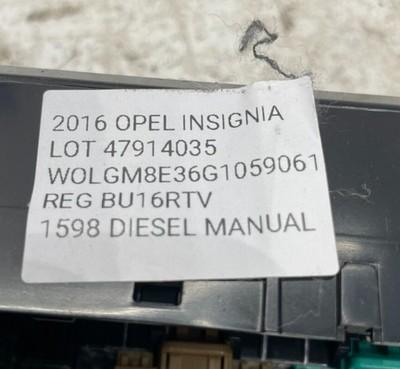 2016 OPEL INSIGNIA
LOT 47914035
WOLGM8E36G1059061
REG BU16RTV
1598 DIESEL MANUAL